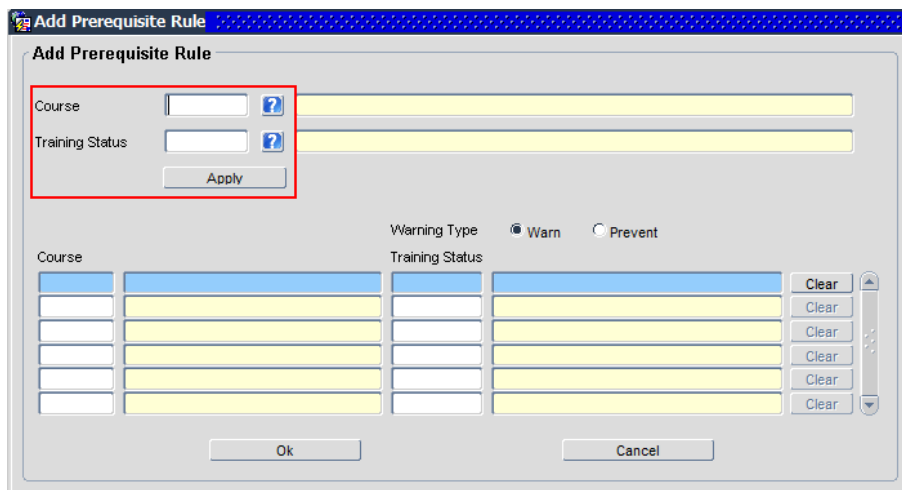 Add Prerequisite Rule
Add Prerequisite Rule
Course
Training Status
Apply
Warning Type Warn Prevent
Course Training Status
Clear
Clear
Clear
Clear
Clear
Clear
Ok Cancel